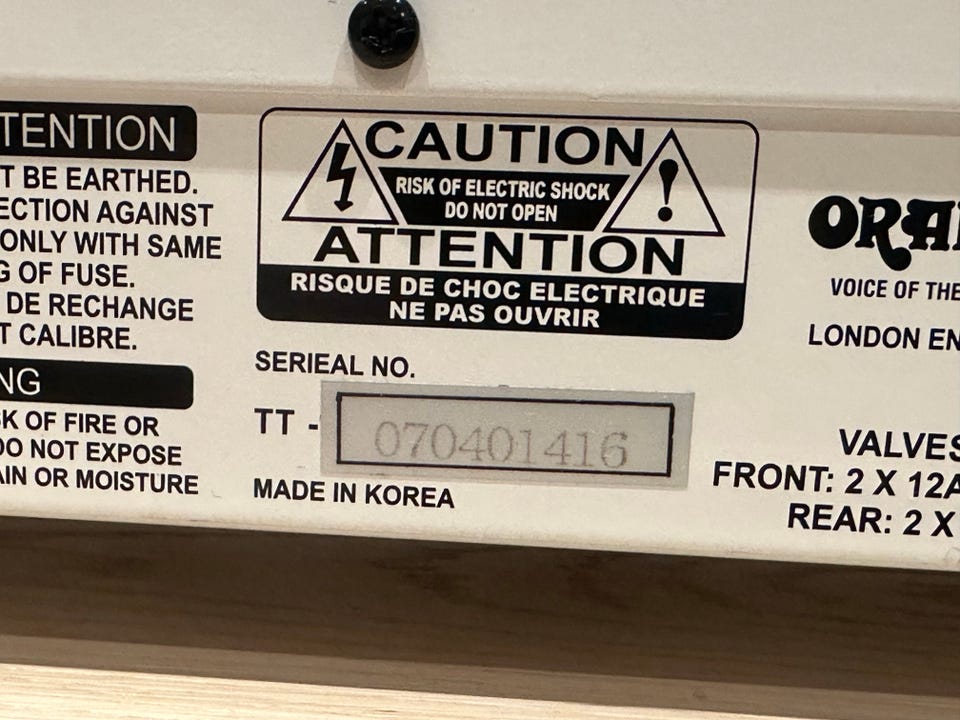 TENTION
T BE EARTHED.
ECTION AGAINST
ONLY WITH SAME
G OF FUSE.
DE RECHANGE
T CALIBRE.
NG
SK OF FIRE OR
DO NOT EXPOSE
AIN OR MOISTURE
CAUTION
RISK OF ELECTRIC SHOCK
DO NOT OPEN
ATTENTION
RISQUE DE CHOC ELECTRIQUE
NE PAS OUVRIR
SERIEAL NO.
TT - 070401416
MADE IN KOREA
ORA
VOICE OF THE
LONDON EN
VALVES
FRONT: 2 X 12A
REAR: 2 X